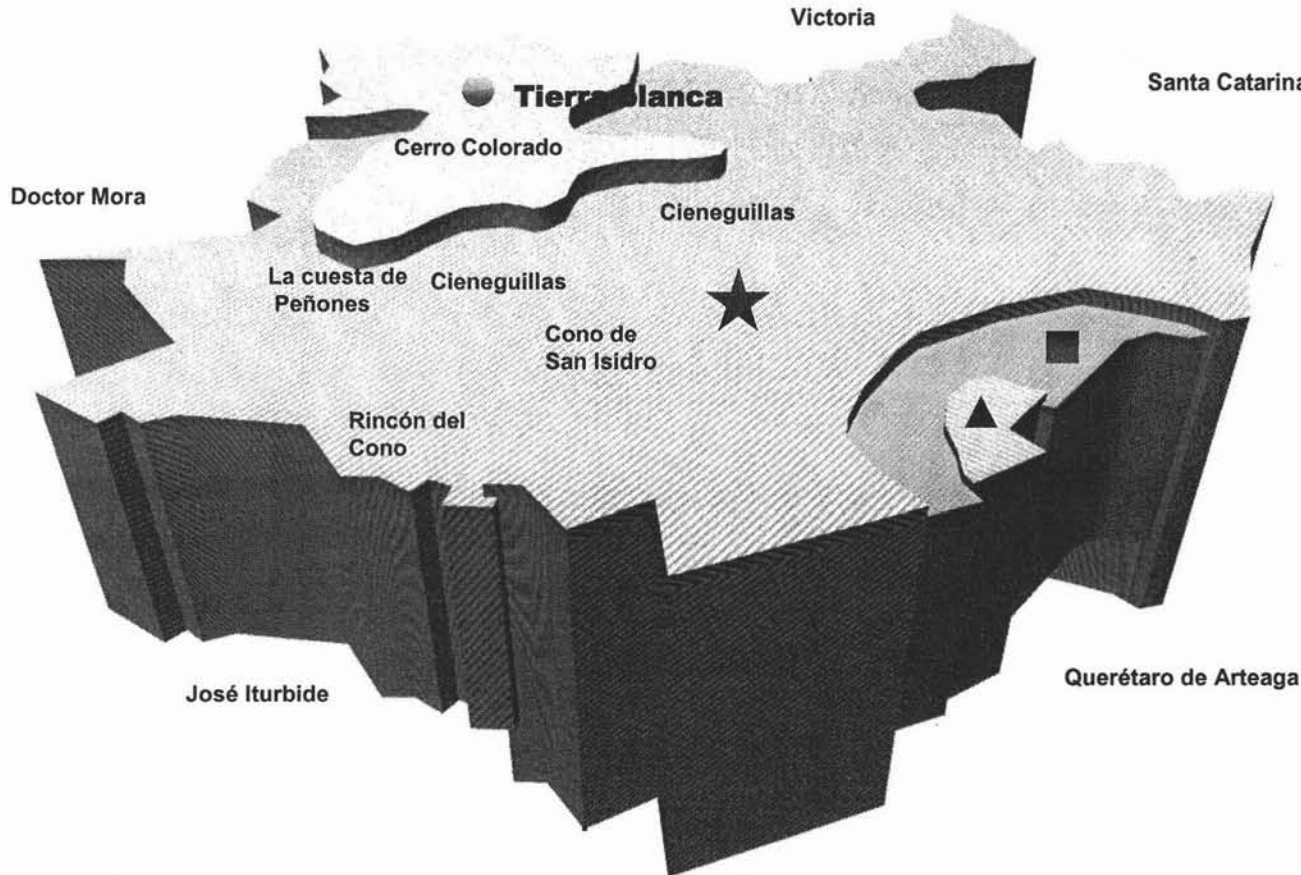 Victoria
Santa Catarina
Tierra Blanca
Cerro Colorado
Doctor Mora
Cieneguillas
La cuesta de
Peñones
Cieneguillas
Cono de
San Isidro
Rincón del
Cono
José Iturbide
Querétaro de Arteaga